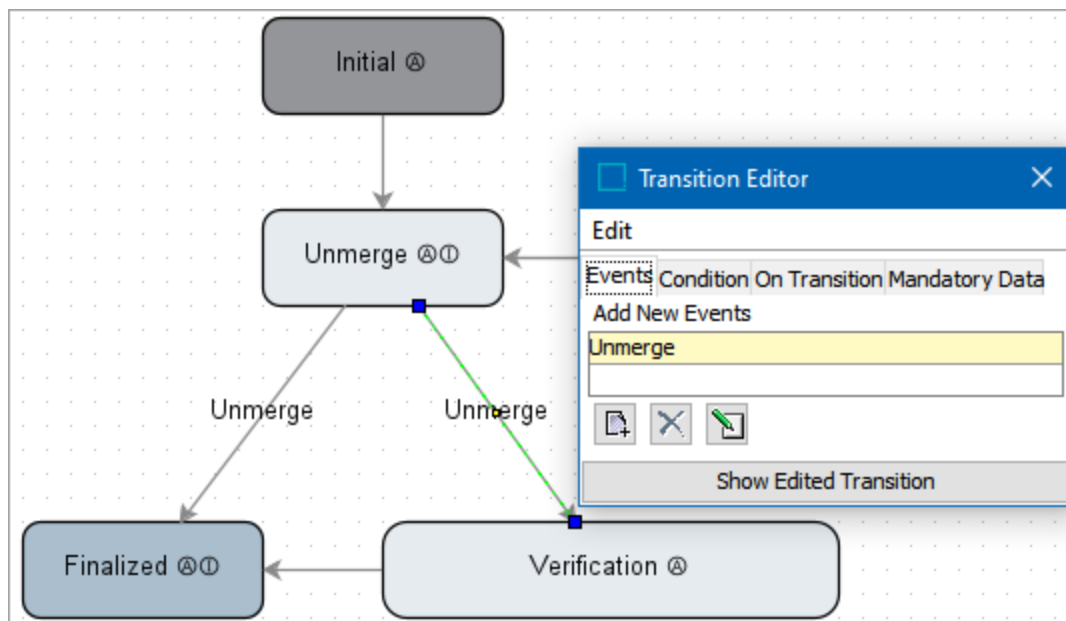 Initial Ⓐ
Transition Editor
Edit
Unmerge ⒶⒾ
Events Condition On Transition Mandatory Data
Add New Events
Unmerge
Unmerge
Unmerge
Show Edited Transition
Finalized ⒶⒾ
Verification Ⓐ